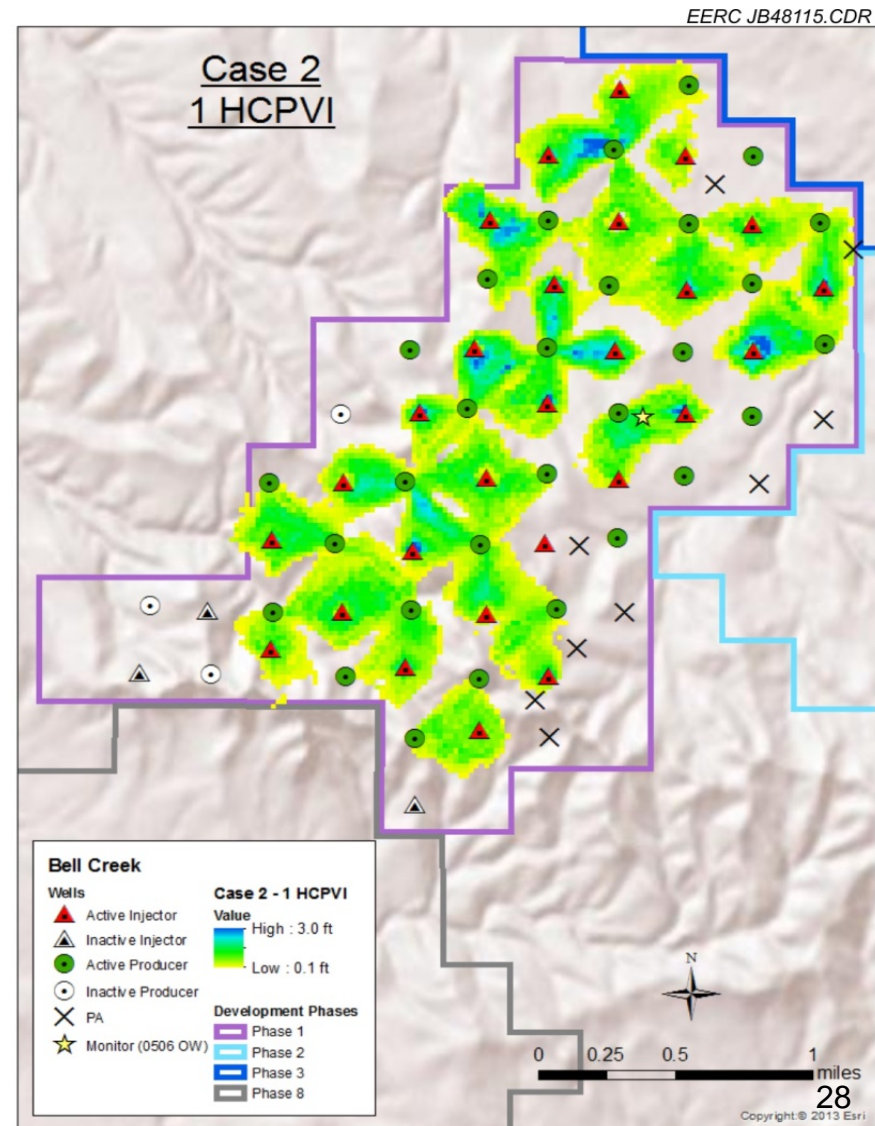 EERC JB48115.CDR
Case 2
1 HCPVI
Bell Creek
Wells
Active Injector
Inactive Injector
Active Producer
Inactive Producer
PA
Monitor (0506 OW)
Case 2 - 1 HCPVI
Value
High : 3.0 ft
Low : 0.1 ft
Development Phases
Phase 1
Phase 2
Phase 3
Phase 8
N
0 0.25 0.5 1
miles
28
Copyright:© 2013 Esri